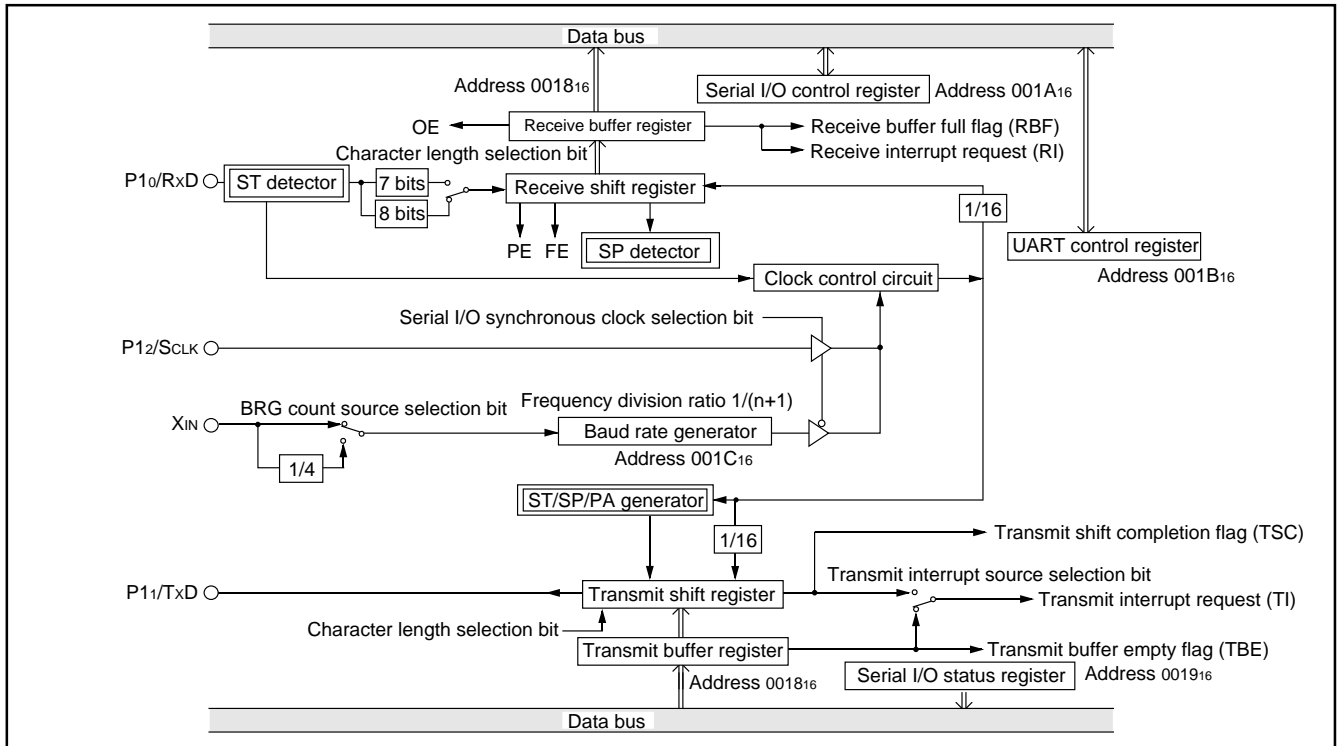 Data bus
Address 0018₁₆
Serial I/O control register
Address 001A₁₆
OE
Receive buffer register
Receive buffer full flag (RBF)
Receive interrupt request (RI)
Character length selection bit
P1₀/RxD
ST detector
7 bits
8 bits
Receive shift register
1/16
PE
FE
SP detector
UART control register
Address 001B₁₆
Clock control circuit
Serial I/O synchronous clock selection bit
P1₂/SCLK
XIN
BRG count source selection bit
1/4
Frequency division ratio 1/(n+1)
Baud rate generator
Address 001C₁₆
ST/SP/PA generator
1/16
Transmit shift completion flag (TSC)
Transmit interrupt source selection bit
P1₁/TxD
Transmit shift register
Transmit interrupt request (TI)
Character length selection bit
Transmit buffer register
Transmit buffer empty flag (TBE)
Address 0018₁₆
Serial I/O status register
Address 0019₁₆
Data bus